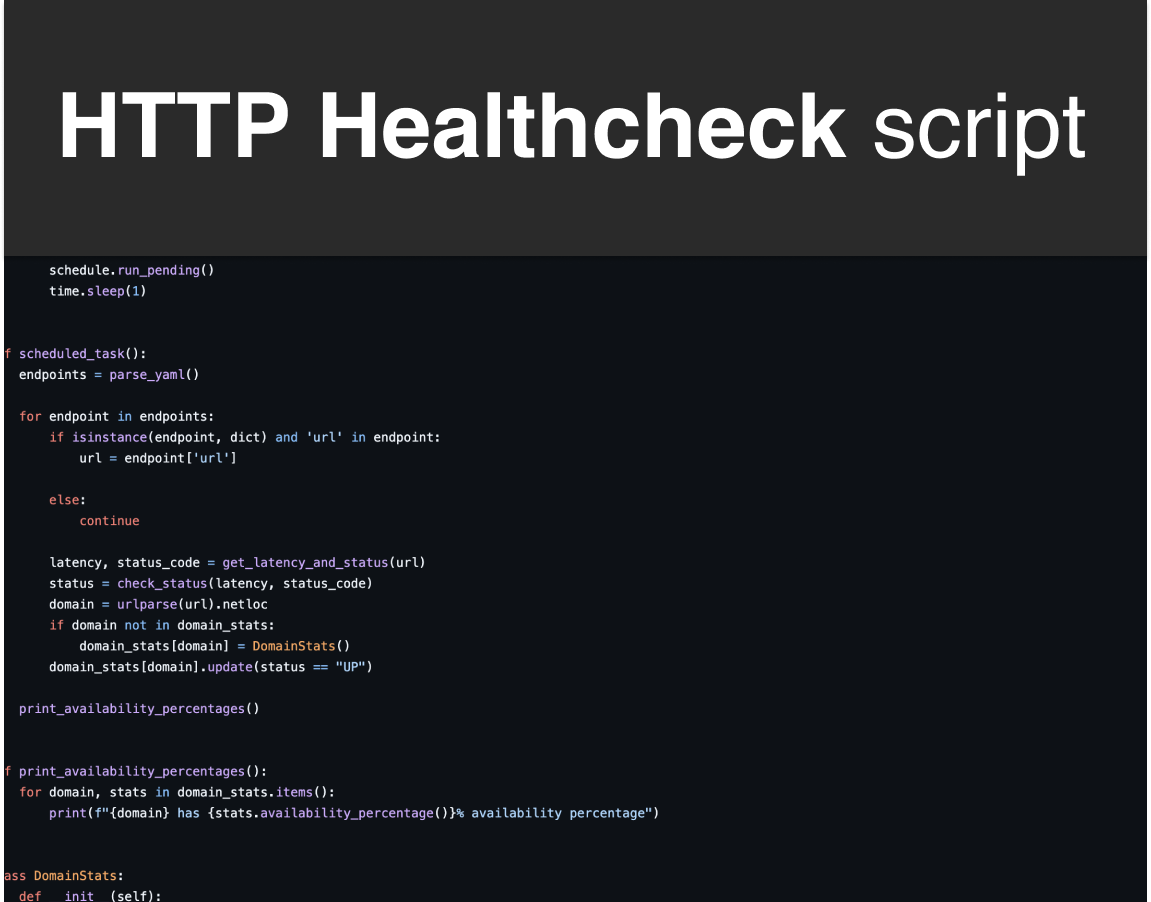 HTTP Healthcheck script
schedule.run_pending()
time.sleep(1)
f scheduled_task():
endpoints = parse_yaml()
for endpoint in endpoints:
if isinstance(endpoint, dict) and 'url' in endpoint:
url = endpoint['url']
else:
continue
latency, status_code = get_latency_and_status(url)
status = check_status(latency, status_code)
domain = urlparse(url).netloc
if domain not in domain_stats:
domain_stats[domain] = DomainStats()
domain_stats[domain].update(status == "UP")
print_availability_percentages()
f print_availability_percentages():
for domain, stats in domain_stats.items():
print(f"{domain} has {stats.availability_percentage()}% availability percentage")
ass DomainStats:
def __init__(self):